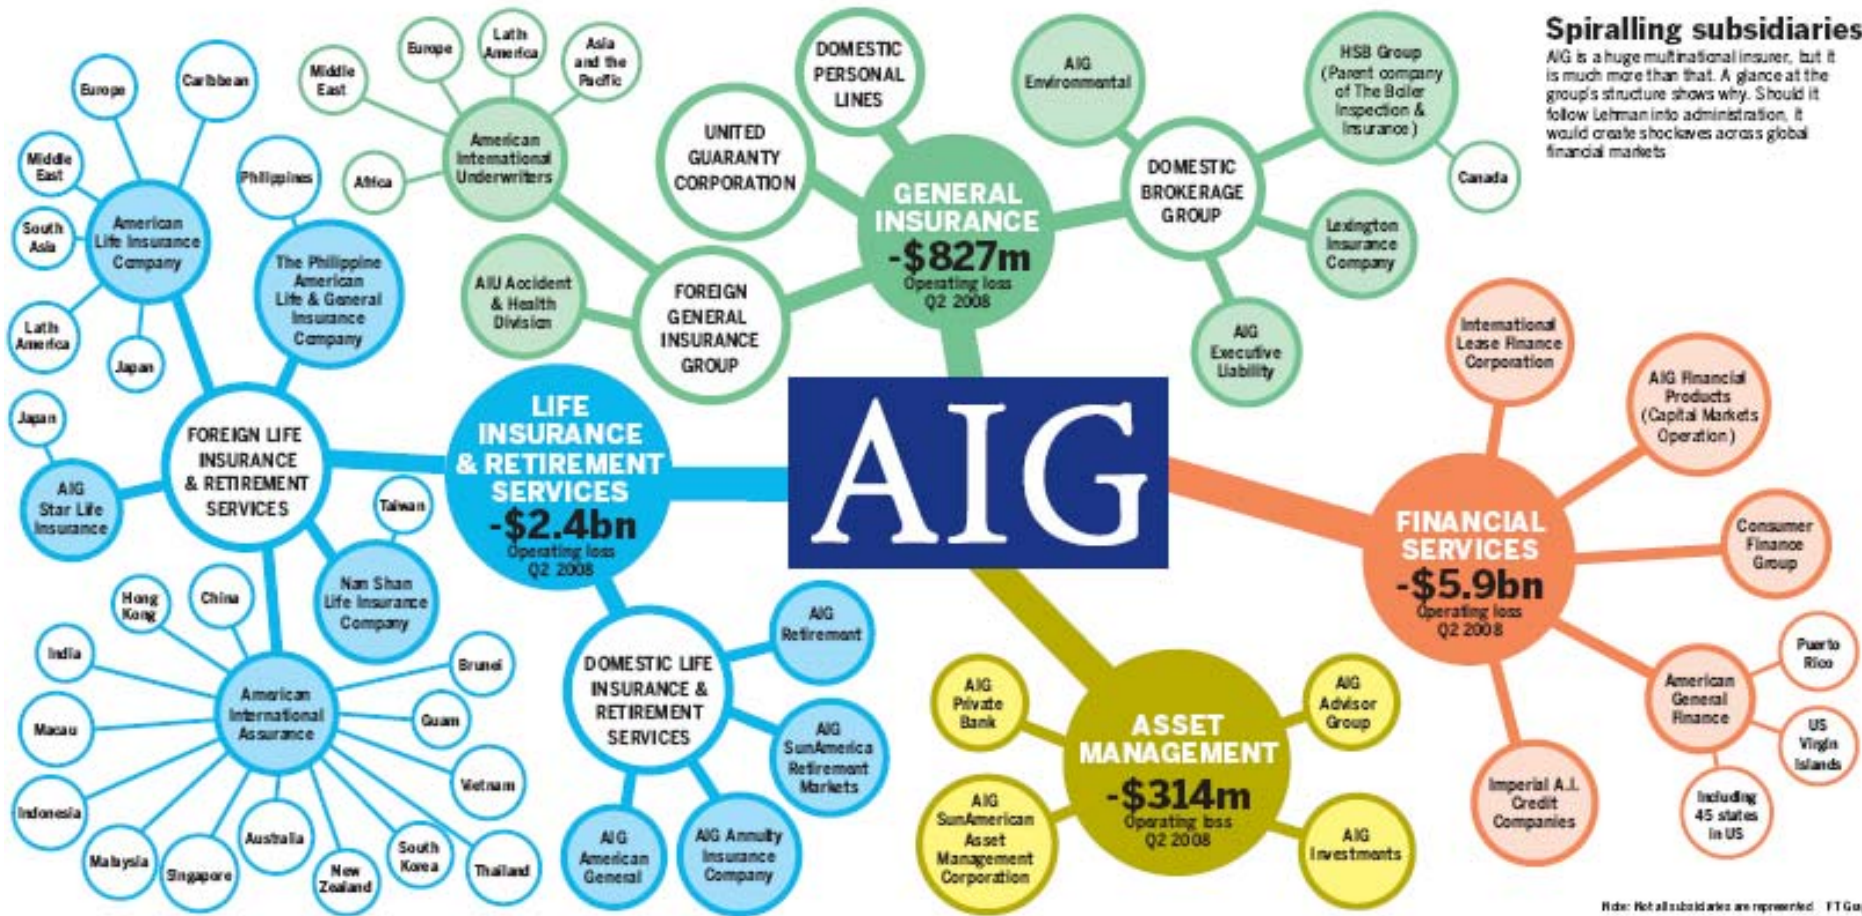 Spiralling subsidiaries
AIG is a huge multinational insurer, but it
is much more than that. A glance at the
group's structure shows why. Should it
follow Lehman into administration, it
would create shockaves across global
financial markets
AIG
GENERAL
INSURANCE
-$827m
Operating loss
Q2 2008
DOMESTIC
PERSONAL
LINES
UNITED
GUARANTY
CORPORATION
FOREIGN
GENERAL
INSURANCE
GROUP
AIU Accident
& Health
Division
American
International
Underwriters
Africa
Middle
East
Europe
Latin
America
Asia
and the
Pacific
DOMESTIC
BROKERAGE
GROUP
AIG
Environmental
HSB Group
(Parent company
of The Boiler
Inspection &
Insurance)
Canada
Lexington
Insurance
Company
AIG
Executive
Liability
LIFE
INSURANCE
& RETIREMENT
SERVICES
-$2.4bn
Operating loss
Q2 2008
FOREIGN LIFE
INSURANCE
& RETIREMENT
SERVICES
American
Life Insurance
Company
Europe
Caribbean
Middle
East
South
Asia
Latin
America
Japan
Philippines
The Philippine
American
Life & General
Insurance
Company
Japan
AIG
Star Life
Insurance
Taiwan
Nan Shan
Life Insurance
Company
American
International
Assurance
Hong
Kong
China
India
Macau
Indonesia
Malaysia
Singapore
Australia
New
Zealand
South
Korea
Thailand
Vietnam
Guam
Brunei
DOMESTIC LIFE
INSURANCE &
RETIREMENT
SERVICES
AIG
Retirement
AIG
SunAmerica
Retirement
Markets
AIG Annuity
Insurance
Company
AIG
American
General
ASSET
MANAGEMENT
-$314m
Operating loss
Q2 2008
AIG
Private
Bank
AIG
Advisor
Group
AIG
SunAmerican
Asset
Management
Corporation
AIG
Investments
FINANCIAL
SERVICES
-$5.9bn
Operating loss
Q2 2008
International
Lease Finance
Corporation
AIG Financial
Products
(Capital Markets
Operation)
Consumer
Finance
Group
American
General
Finance
Puerto
Rico
US
Virgin
Islands
Including
45 states
in US
Imperial A.I.
Credit
Companies
Note: Not all subsidiaries are represented FT